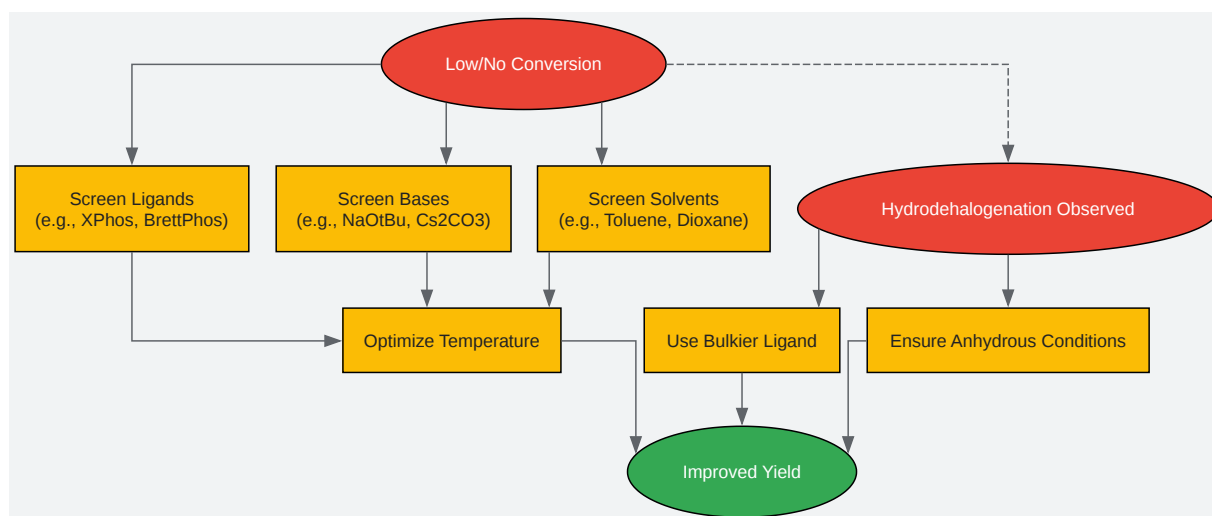 Low/No Conversion
Screen Ligands
(e.g., XPhos, BrettPhos)
Screen Bases
(e.g., NaOtBu, Cs2CO3)
Screen Solvents
(e.g., Toluene, Dioxane)
Hydrodehalogenation Observed
Optimize Temperature
Use Bulkier Ligand
Ensure Anhydrous Conditions
Improved Yield